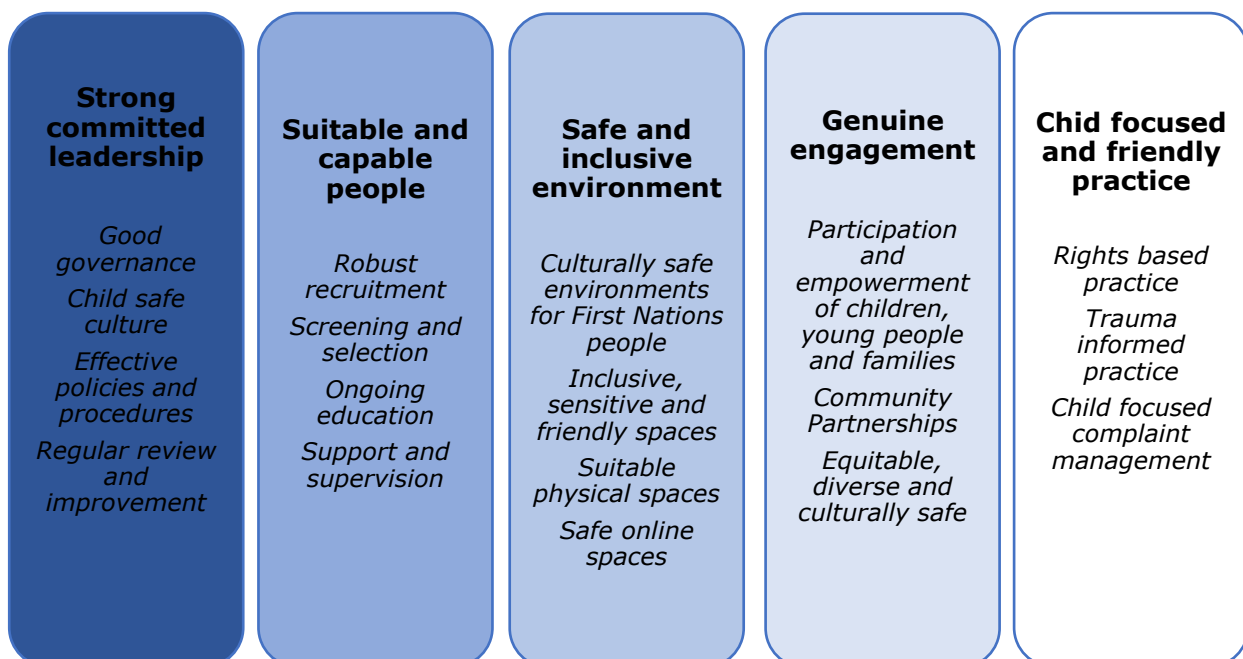 Strong
committed
leadership
Good
governance
Child safe
culture
Effective
policies and
procedures
Regular review
and
improvement
Suitable and
capable
people
Robust
recruitment
Screening and
selection
Ongoing
education
Support and
supervision
Safe and
inclusive
environment
Culturally safe
environments
for First Nations
people
Inclusive,
sensitive and
friendly spaces
Suitable
physical spaces
Safe online
spaces
Genuine
engagement
Participation
and
empowerment
of children,
young people
and families
Community
Partnerships
Equitable,
diverse and
culturally safe
Chid focused
and friendly
practice
Rights based
practice
Trauma
informed
practice
Child focused
complaint
management